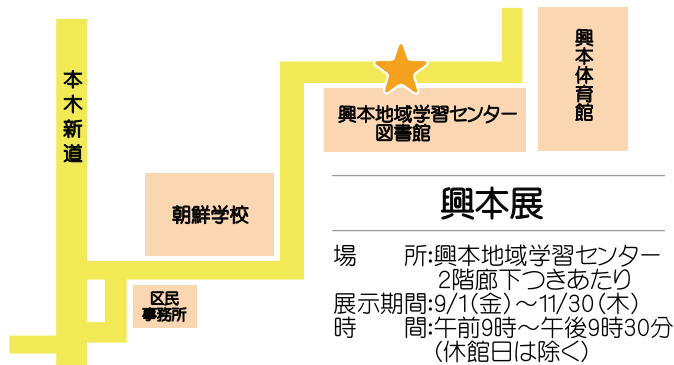 本木新道
興本地域学習センター
図書館
興本体育館
朝鮮学校
区民
事務所
興本展
場　　所:興本地域学習センター
2階廊下つきあたり
展示期間:9/1(金)～11/30(木)
時　　間:午前9時～午後9時30分
(休館日は除く)